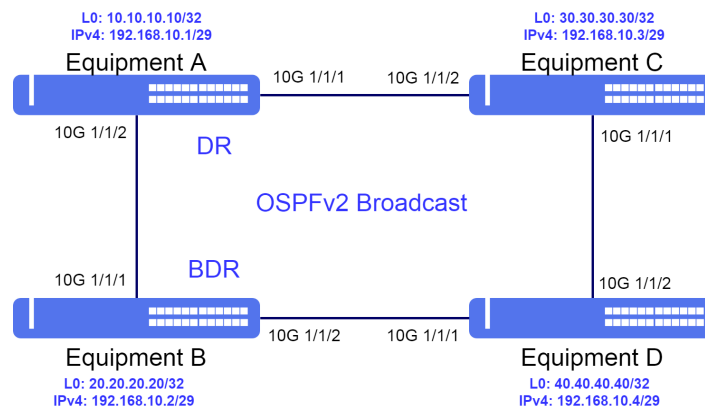 L0: 10.10.10.10/32
IPv4: 192.168.10.1/29
Equipment A
L0: 30.30.30.30/32
IPv4: 192.168.10.3/29
Equipment C
10G 1/1/1
10G 1/1/2
10G 1/1/2
DR
10G 1/1/1
OSPFv2 Broadcast
10G 1/1/1
BDR
10G 1/1/2
10G 1/1/2
10G 1/1/1
Equipment B
L0: 20.20.20.20/32
IPv4: 192.168.10.2/29
Equipment D
L0: 40.40.40.40/32
IPv4: 192.168.10.4/29